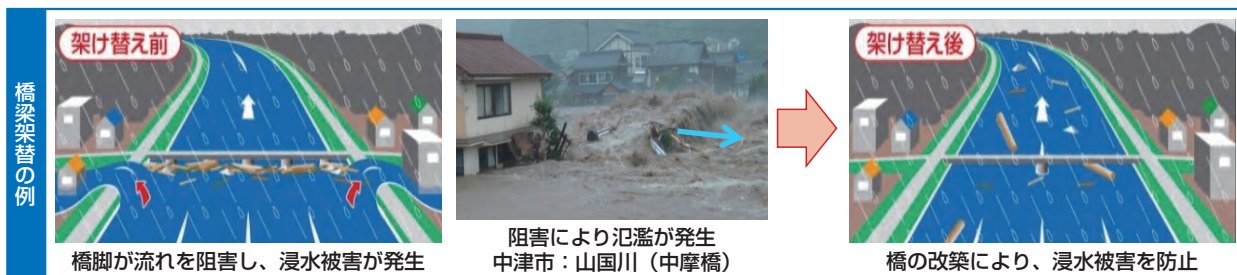 橋梁架替の例
架け替え前
橋脚が流れを阻害し、浸水被害が発生
阻害により氾濫が発生
中津市：山国川（中摩橋）
架け替え後
橋の改築により、浸水被害を防止